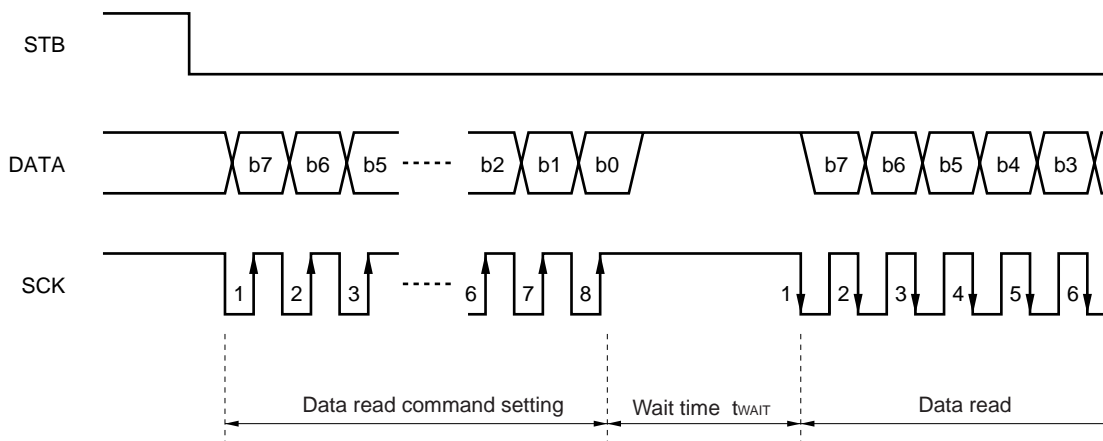 STB
DATA b7 b6 b5 b2 b1 b0 b7 b6 b5 b4 b3
SCK 1 2 3 6 7 8 1 2 3 4 5 6
Data read command setting Wait time tWAIT Data read